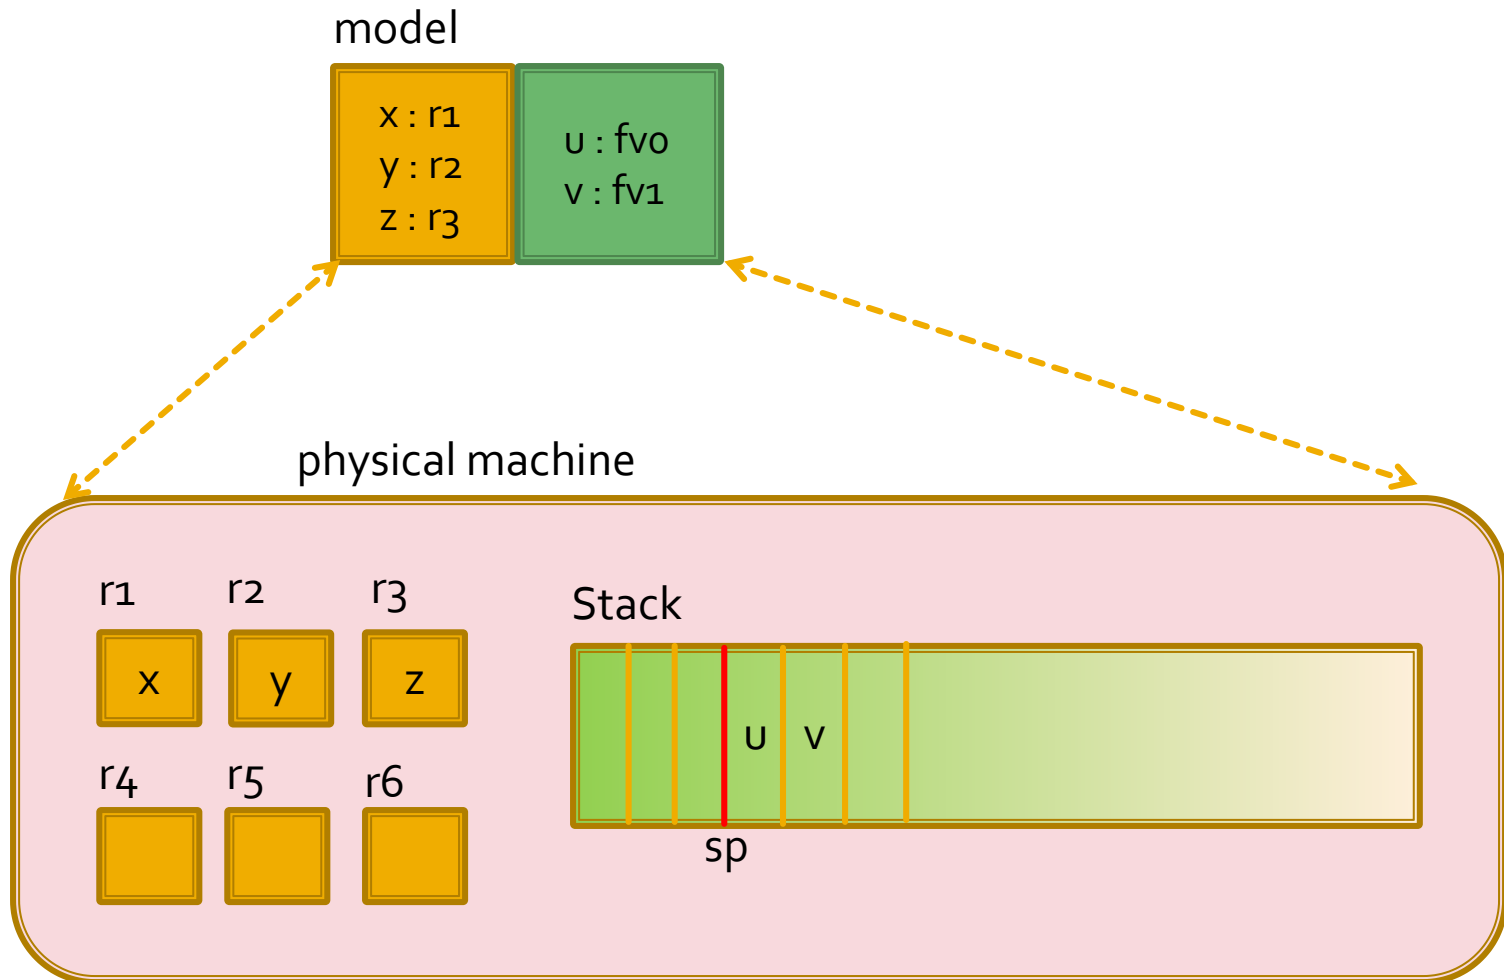 model
x : r1
y : r2
z : r3
u : fv0
v : fv1
physical machine
r1 r2 r3
x y z
r4 r5 r6
Stack
u v
sp